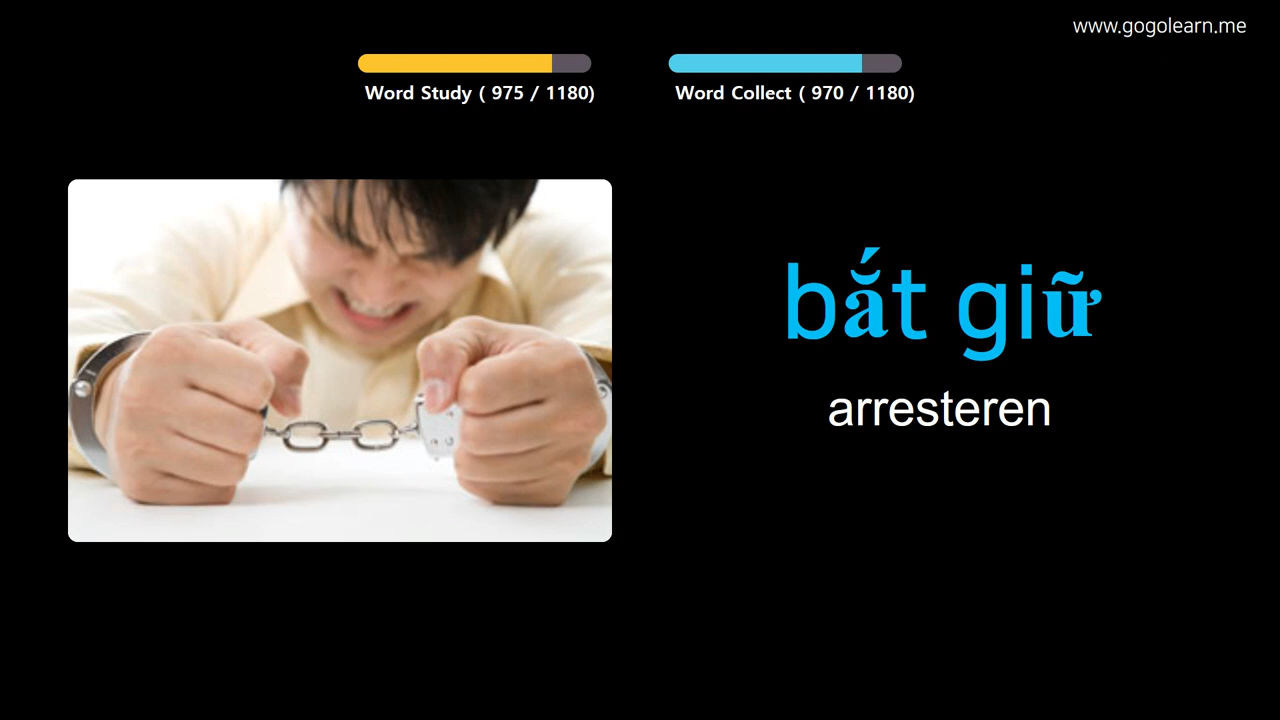 www.gogolearn.me
Word Study ( 975 / 1180)
Word Collect ( 970 / 1180)
bắt giữ
arresteren